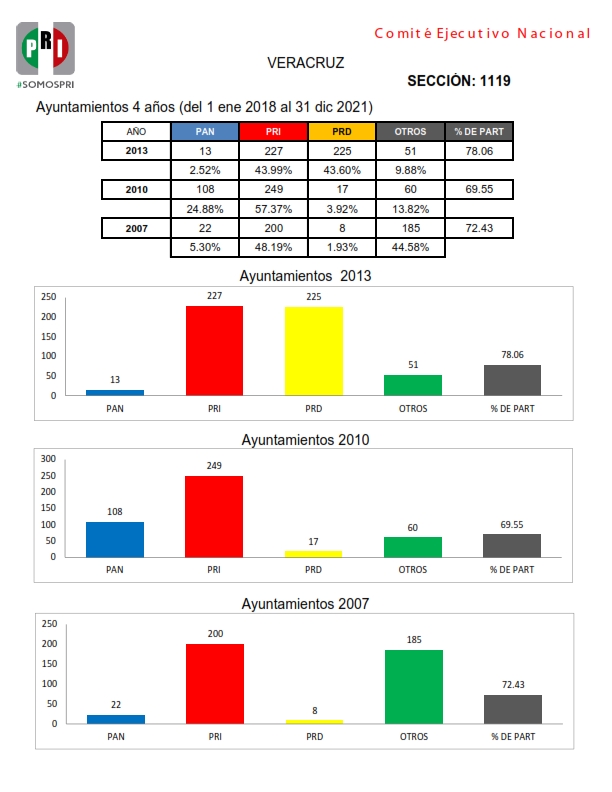 Comité Ejecutivo Nacional
PRI
#SOMOSPRI
VERACRUZ
SECCIÓN: 1119
Ayuntamientos 4 años (del 1 ene 2018 al 31 dic 2021)
AÑO PAN PRI PRD OTROS % DE PART
2013 13 227 225 51 78.06
2.52% 43.99% 43.60% 9.88%
2010 108 249 17 60 69.55
24.88% 57.37% 3.92% 13.82%
2007 22 200 8 185 72.43
5.30% 48.19% 1.93% 44.58%
Ayuntamientos 2013
250
200
150
100
50
0
13 227 225 51 78.06
PAN PRI PRD OTROS % DE PART
Ayuntamientos 2010
300
250
200
150
100
50
0
108 249 17 60 69.55
PAN PRI PRD OTROS % DE PART
Ayuntamientos 2007
250
200
150
100
50
0
22 200 8 185 72.43
PAN PRI PRD OTROS % DE PART